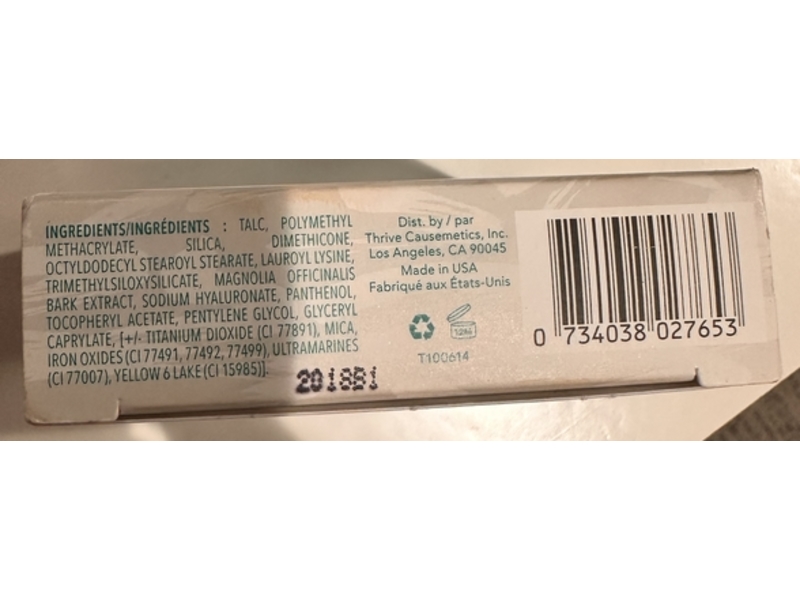 INGREDIENTS/INGRÉDIENTS : TALC, POLYMETHYL
METHACRYLATE, SILICA, DIMETHICONE,
OCTYLDODECYL STEAROYL STEARATE, LAUROYL LYSINE,
TRIMETHYLSILOXYSILICATE, MAGNOLIA OFFICINALIS
BARK EXTRACT, SODIUM HYALURONATE, PANTHENOL,
TOCOPHERYL ACETATE, PENTYLENE GLYCOL, GLYCERYL
CAPRYLATE, [+/- TITANIUM DIOXIDE (CI 77891), MICA,
IRON OXIDES (CI 77491, 77492, 77499), ULTRAMARINES
(CI 77007), YELLOW 6 LAKE (CI 15985)].
201881
Dist. by / par
Thrive Causemetics, Inc.
Los Angeles, CA 90045
Made in USA
Fabriqué aux États-Unis
T100614
0 734038 027653